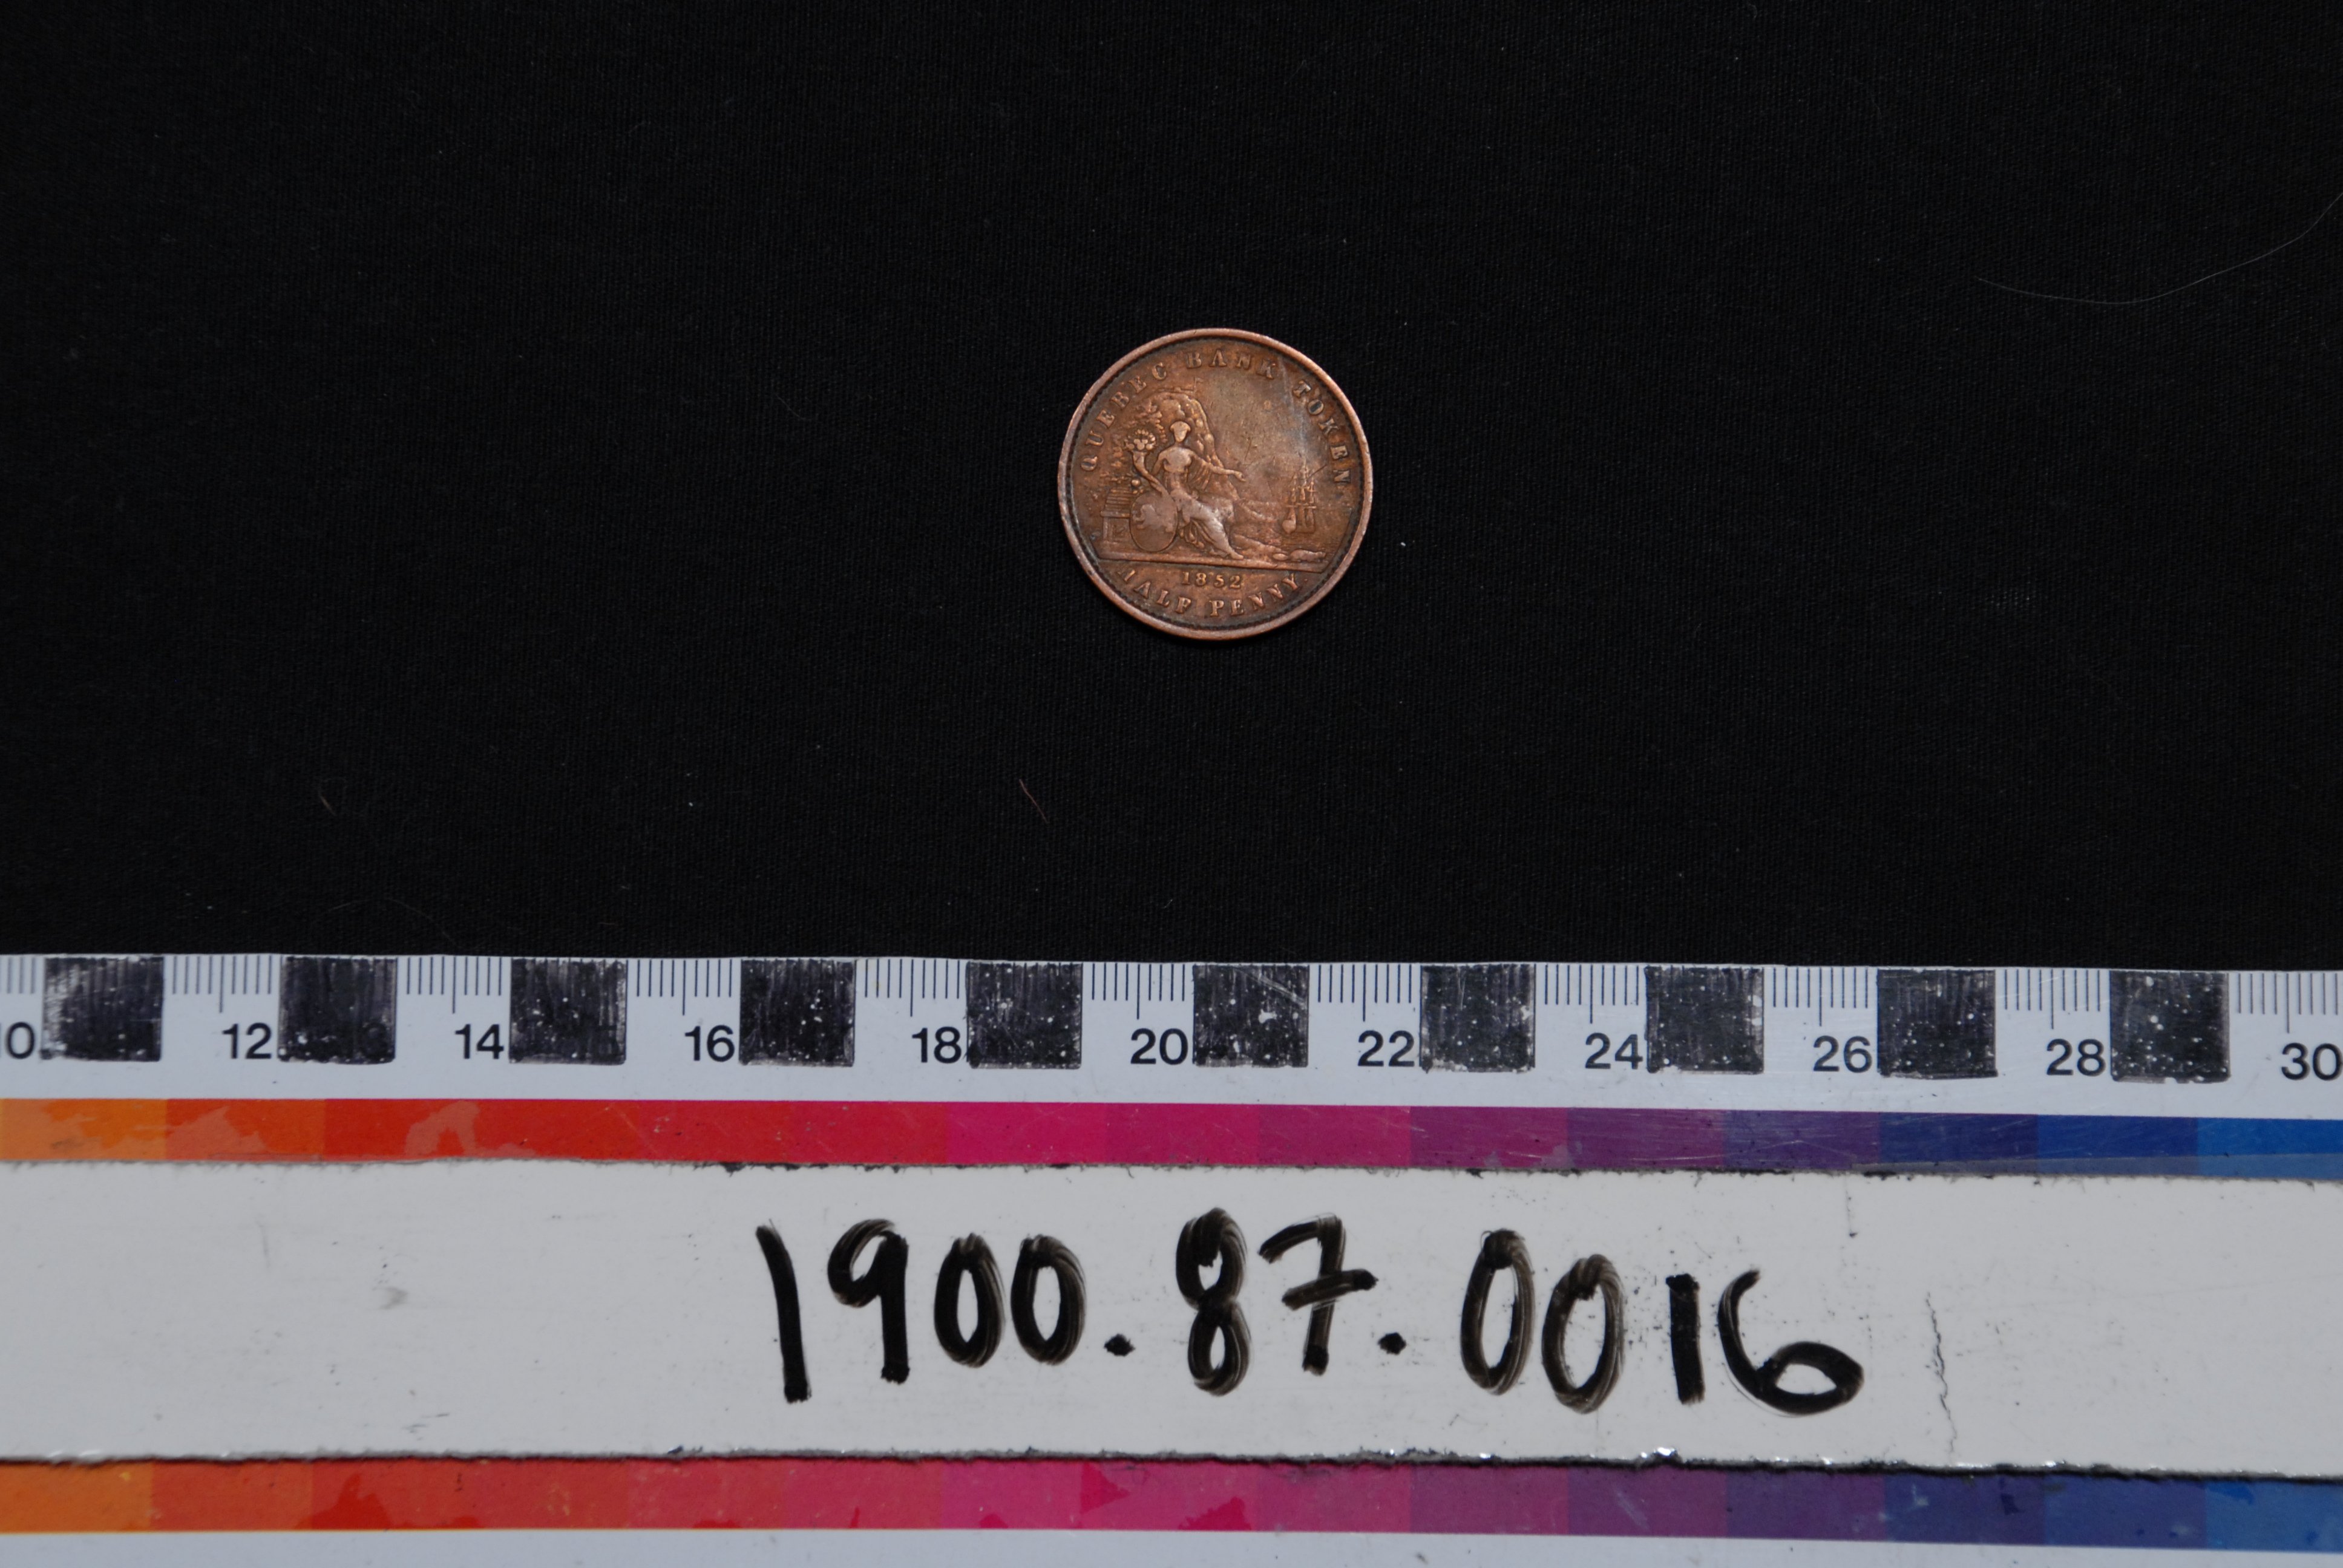 QUEBEC BANK TOKEN
1852
HALF PENNY
10 12 14 16 18 20 22 24 26 28 30
1900.87.0016